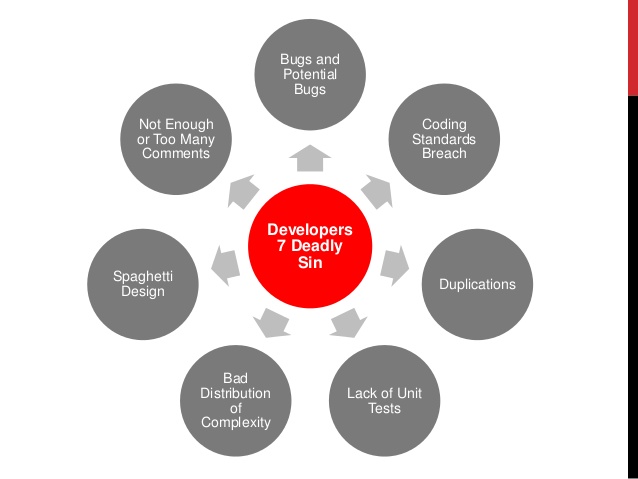 Bugs and
Potential
Bugs
Coding
Standards
Breach
Duplications
Lack of Unit
Tests
Bad
Distribution
of
Complexity
Spaghetti
Design
Not Enough
or Too Many
Comments
Developers
7 Deadly
Sin